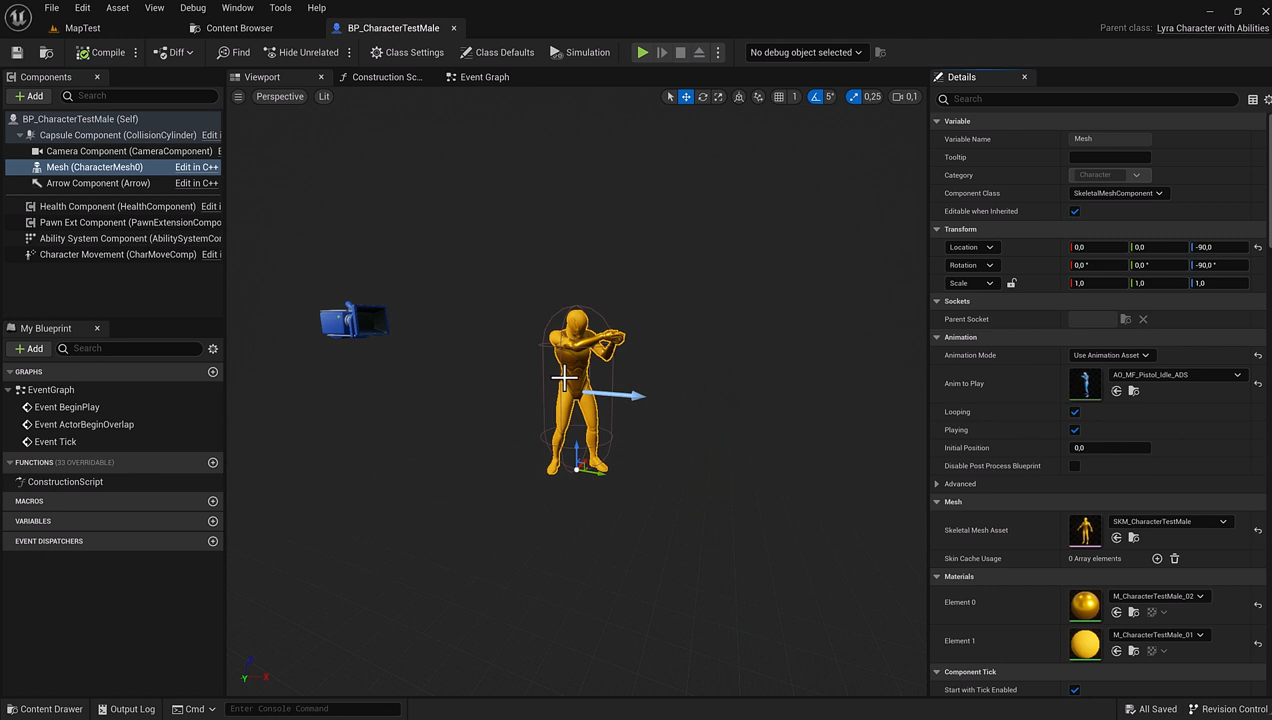 File Edit Asset View Debug Window Tools Help
MapTest Content Browser BP_CharacterTestMale Parent class: Lyra Character with Abilities
Compile Diff Find Hide Unrelated Class Settings Class Defaults Simulation No debug object selected
Components Viewport Construction Sc... Event Graph Details
Add Search Perspective Lit 1 5° 0,25 0,1 Search
BP_CharacterTestMale (Self)
Capsule Component (CollisionCylinder) Edit i
Camera Component (CameraComponent) E
Mesh (CharacterMesh0) Edit in C++
Arrow Component (Arrow) Edit in C++
Health Component (HealthComponent) Edit i
Pawn Ext Component (PawnExtensionCompo
Ability System Component (AbilitySystemCor
Character Movement (CharMoveComp) Edit i
My Blueprint
Add Search
GRAPHS
EventGraph
Event BeginPlay
Event ActorBeginOverlap
Event Tick
FUNCTIONS (33 OVERRIDABLE)
ConstructionScript
MACROS
VARIABLES
EVENT DISPATCHERS
Z
Y X
Variable
Variable Name Mesh
Tooltip
Category Character
Component Class SkeletalMeshComponent
Editable when Inherited
Transform
Location 0,0 0,0 -90,0
Rotation 0,0 ° 0,0 ° -90,0 °
Scale 1,0 1,0 1,0
Sockets
Parent Socket
Animation
Animation Mode Use Animation Asset
Anim to Play AO_MF_Pistol_Idle_ADS
Looping
Playing
Initial Position 0,0
Disable Post Process Blueprint
Advanced
Mesh
Skeletal Mesh Asset SKM_CharacterTestMale
Skin Cache Usage 0 Array elements
Materials
Element 0 M_CharacterTestMale_02
Element 1 M_CharacterTestMale_01
Component Tick
Start with Tick Enabled
Content Drawer Output Log Cmd Enter Console Command All Saved Revision Control